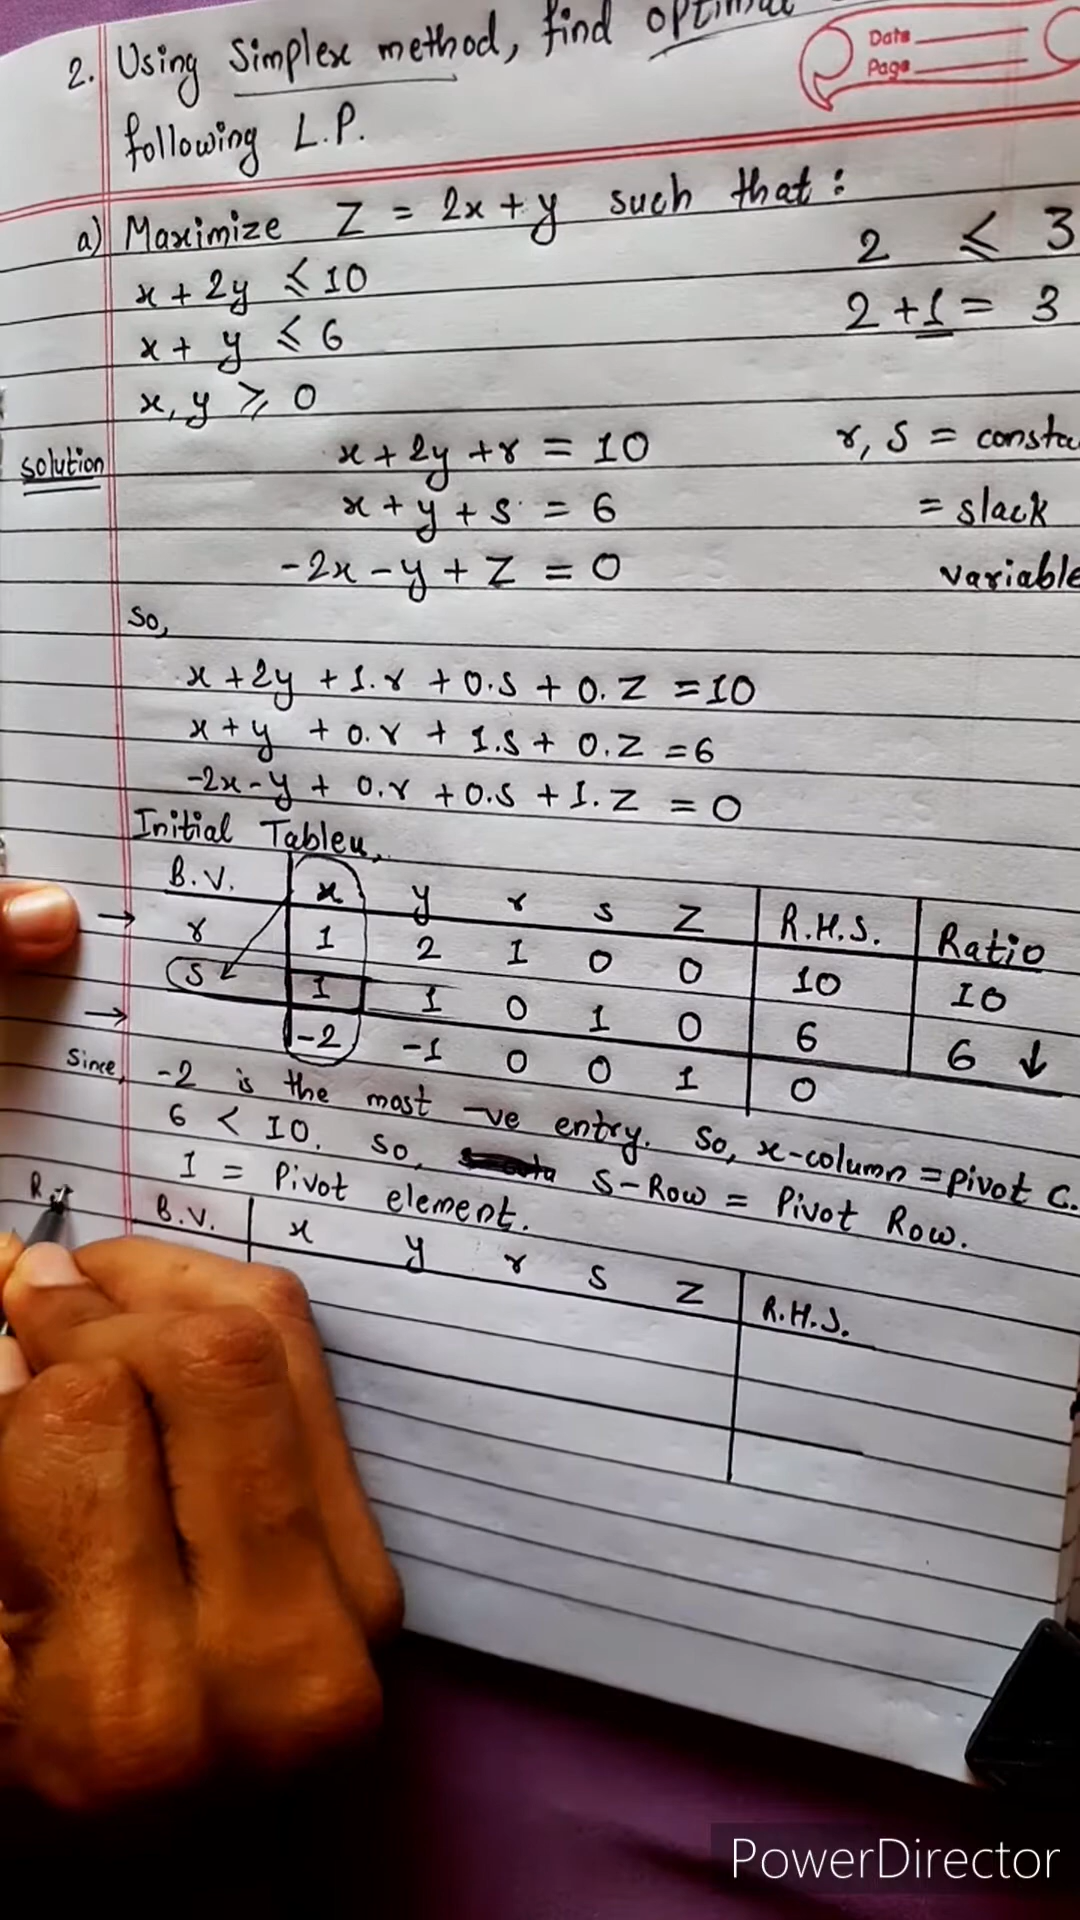 2. Using Simplex method, find optimal
Date
Page
following L.P.
a) Maximize Z = 2x + y such that :
x + 2y ≤ 10
2 ≤ 3
x + y ≤ 6
2 + 1 = 3
x, y ≥ 0
solution
x + 2y + r = 10
r, s =
x + y + s = 6
= slack
-2x - y + Z = 0
variable
So,
x + 2y + 1.r + 0.s + 0.Z = 10
x + y + 0.r + 1.s + 0.Z = 6
-2x - y + 0.r + 0.s + 1.Z = 0
Initial Tableu,
B.V. x y r s Z R.H.S. Ratio
→ r 1 2 1 0 0 10 10
s 1 1 0 1 0 6 6 ↓
→ -2 -1 0 0 1 0
Since, -2 is the most -ve entry. So, x-column = pivot C.
6 < 10. So, S-Row = Pivot Row.
1 = Pivot element.
B.V. x y r s Z R.H.S.
PowerDirector